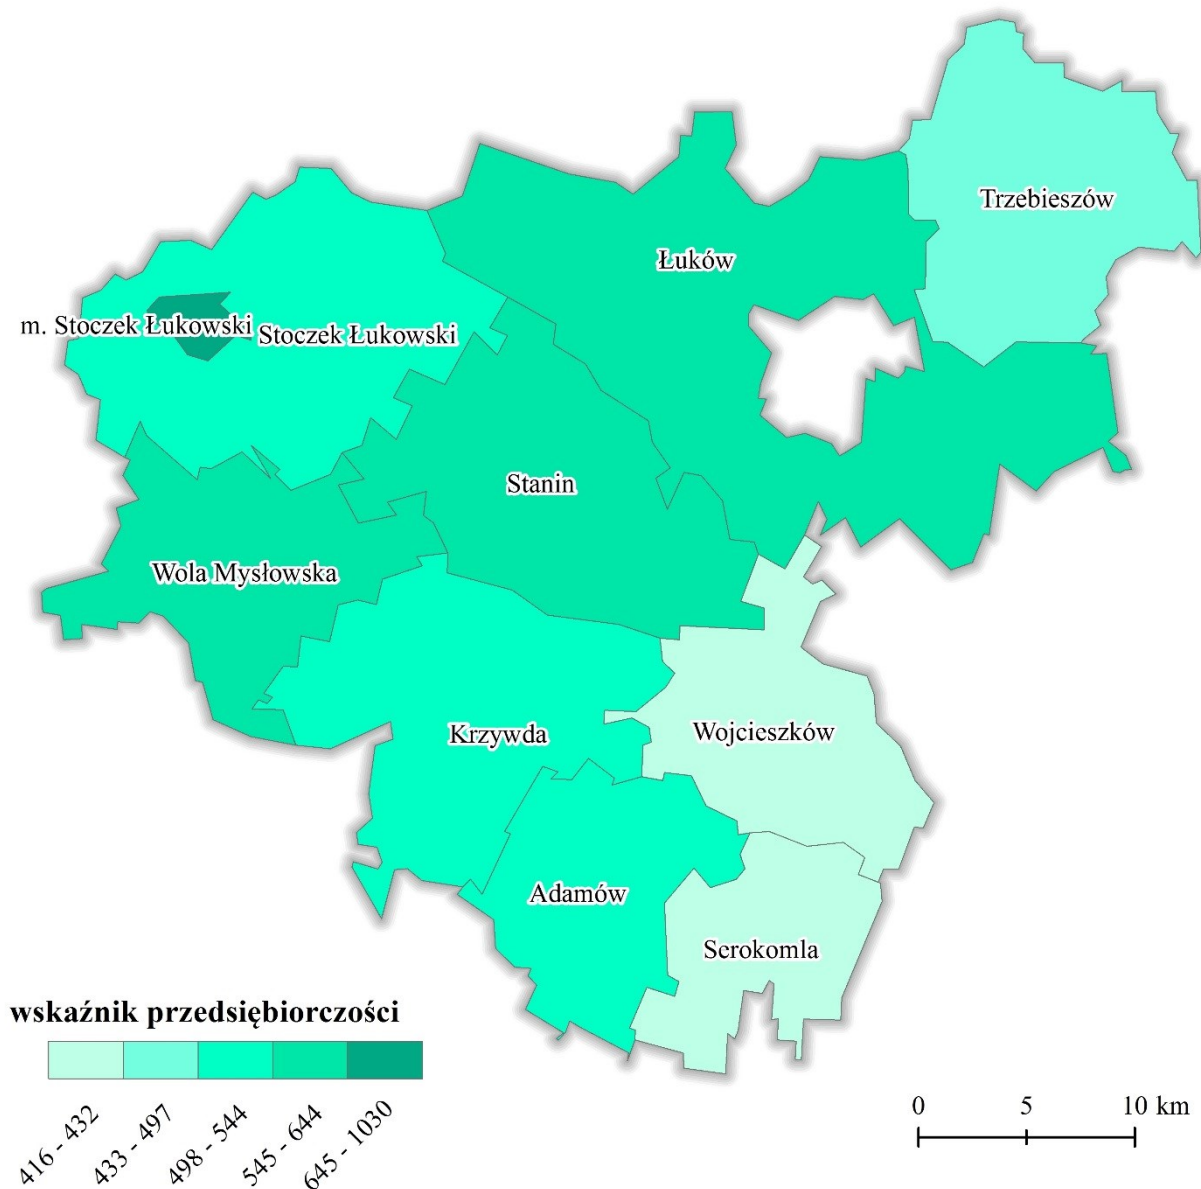 Trzebieszów
Łuków
m. Stoczek Łukowski
Stoczek Łukowski
Stanin
Wola Mysłowska
Krzywda
Wojcieszków
Adamów
Serokomla
wskaźnik przedsiębiorczości
416 - 432
433 - 497
498 - 544
545 - 644
645 - 1030
0 5 10 km